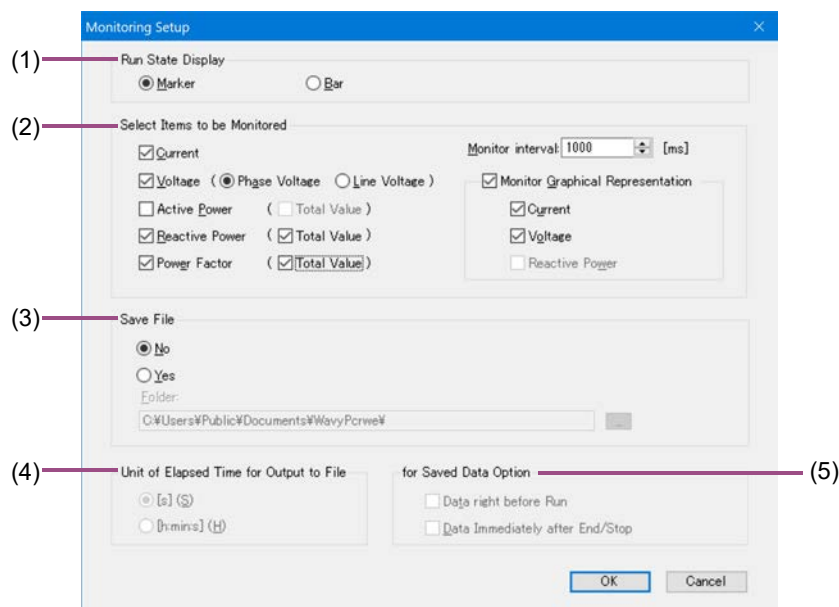 Monitoring Setup
(1)
Run State Display
Marker
Bar
(2)
Select Items to be Monitored
Current
Monitor interval: 1000 [ms]
Voltage ( Phase Voltage Line Voltage )
Monitor Graphical Representation
Active Power ( Total Value )
Current
Reactive Power ( Total Value )
Voltage
Power Factor ( Total Value )
Reactive Power
(3)
Save File
No
Yes
Folder:
C:¥Users¥Public¥Documents¥WavyPcrwe¥
...
(4)
Unit of Elapsed Time for Output to File
[s] (S)
[h:min:s] (H)
for Saved Data Option
(5)
Data right before Run
Data Immediately after End/Stop
OK
Cancel